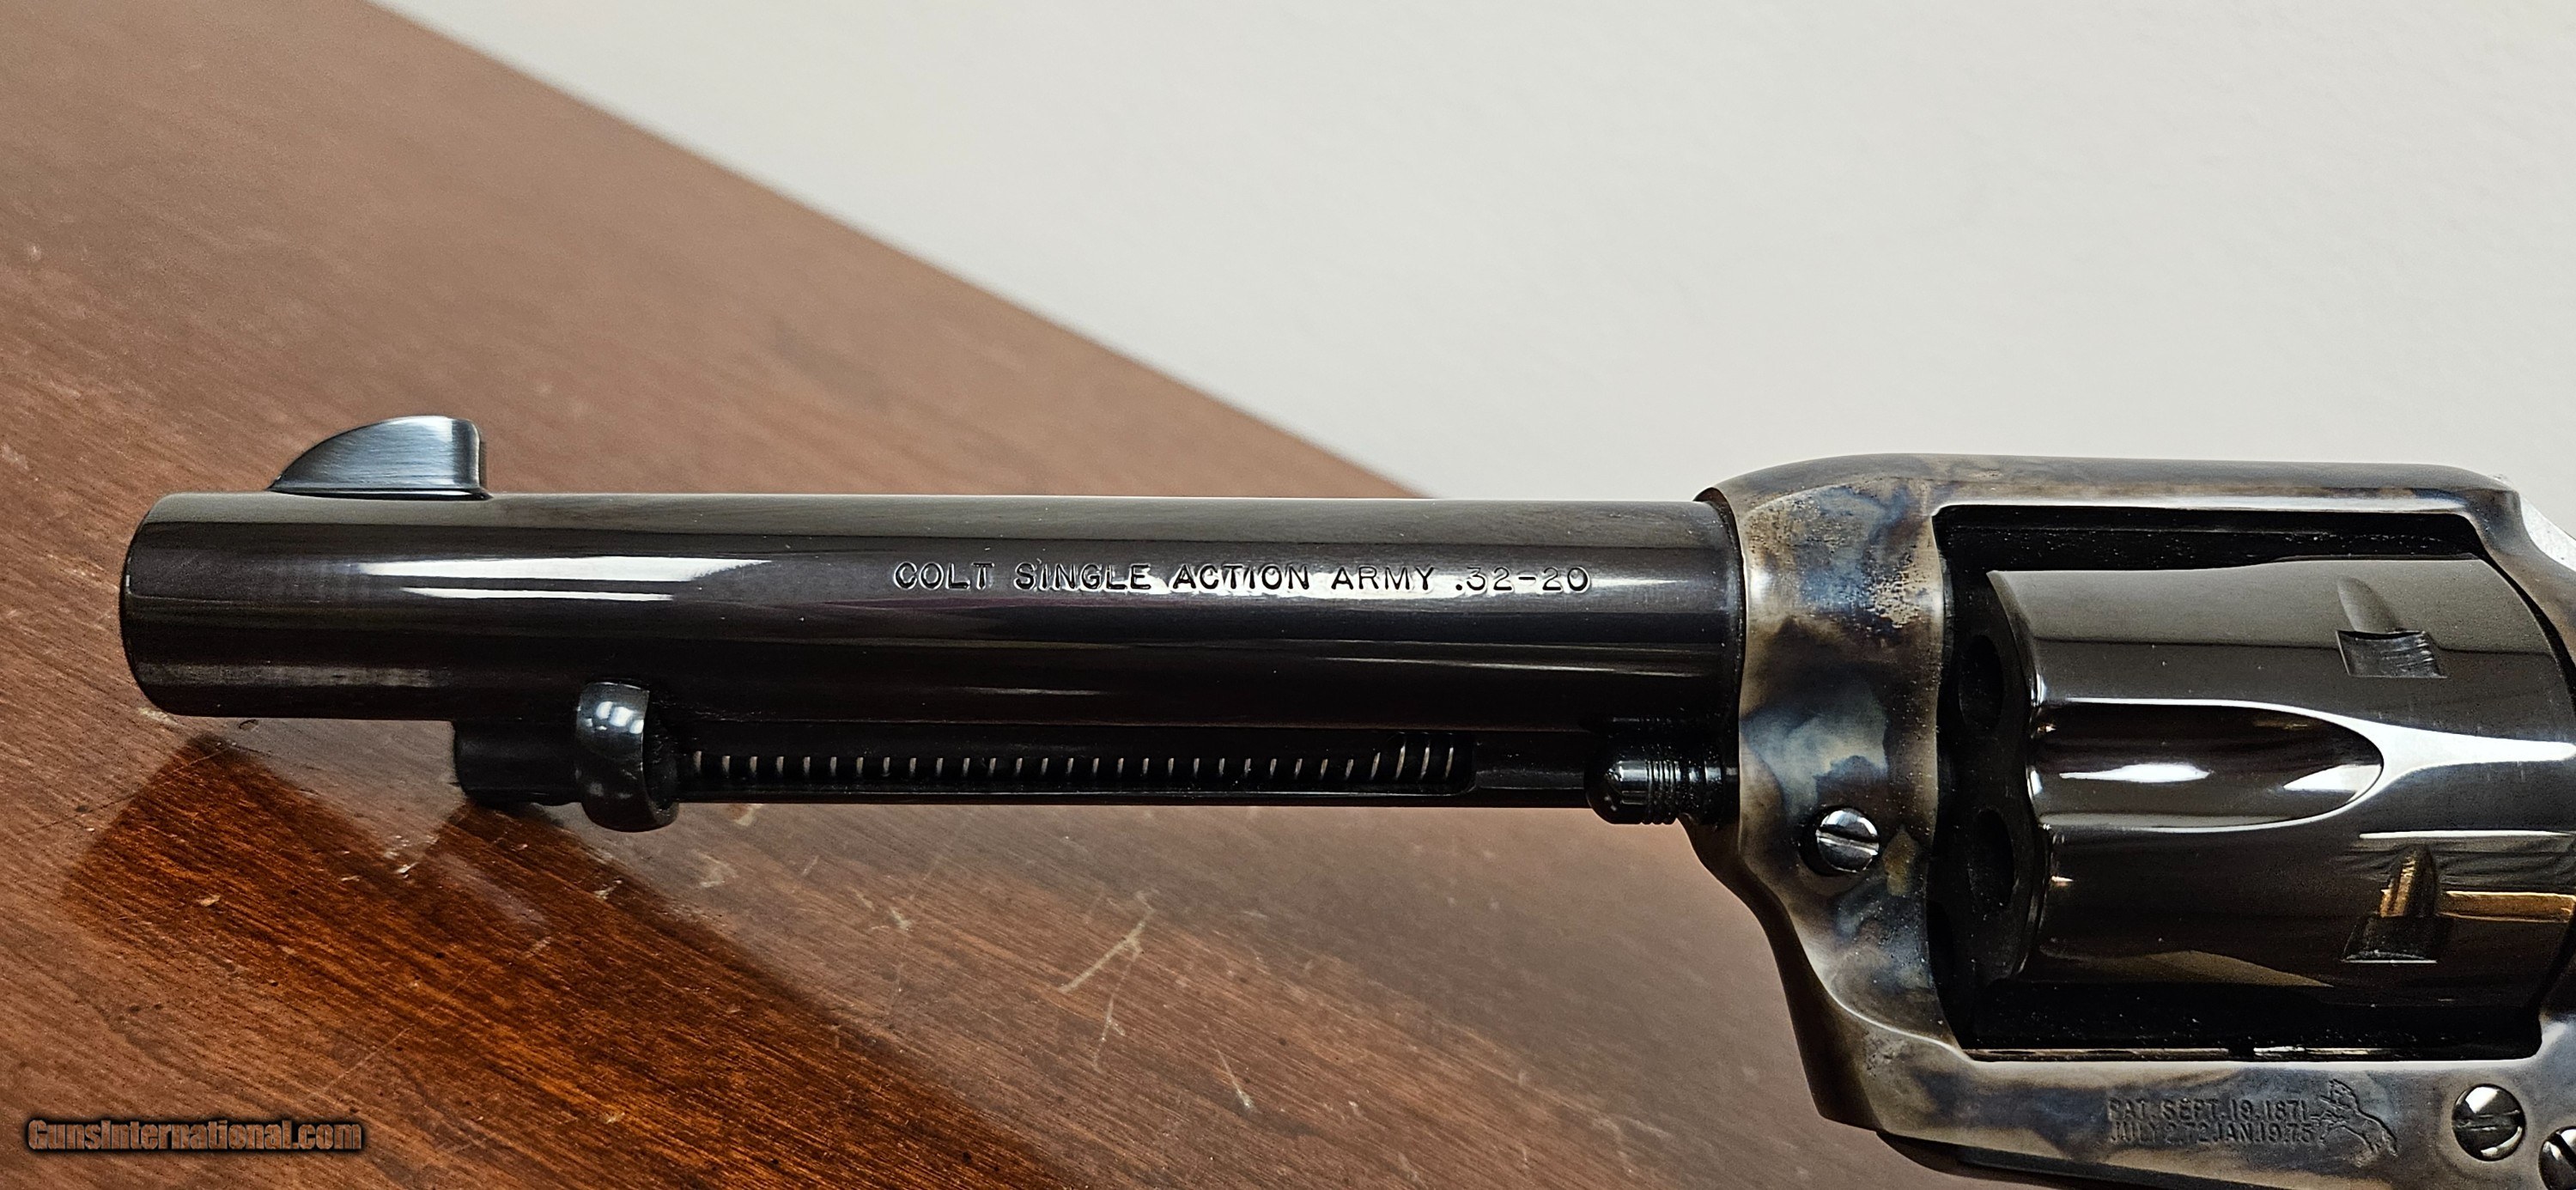 COLT SINGLE ACTION ARMY .32-20
PAT. SEPT. 19. 1871
JULY 2. 72 JAN. 19. 75
GunsInternational.com